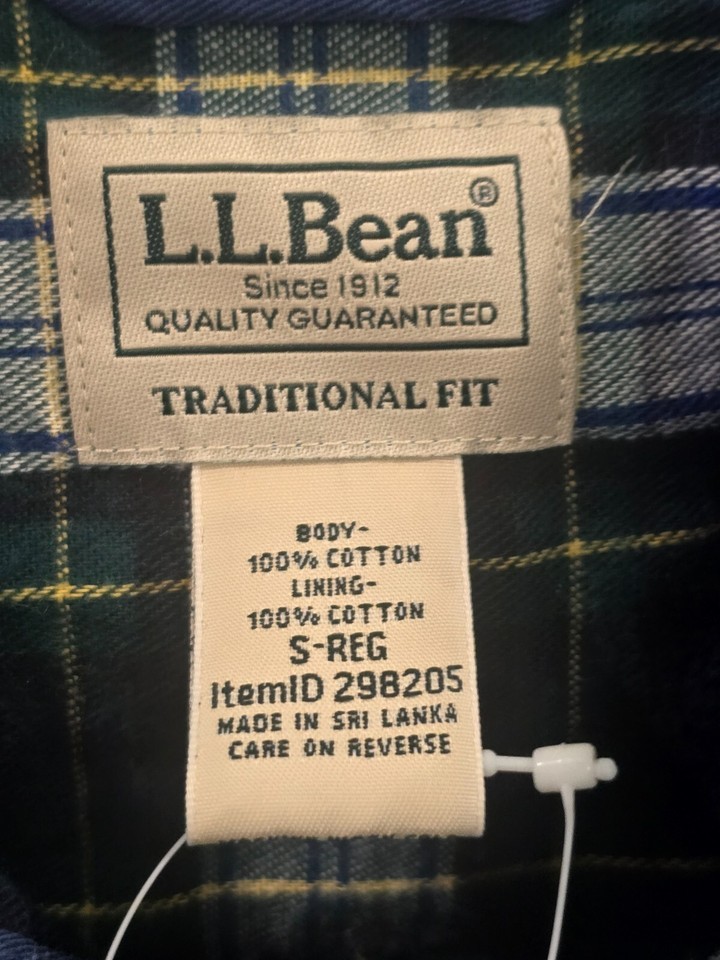 L.L.Bean®
Since 1912
QUALITY GUARANTEED
TRADITIONAL FIT
BODY-
100% COTTON
LINING-
100% COTTON
S-REG
ItemID 298205
MADE IN SRI LANKA
CARE ON REVERSE